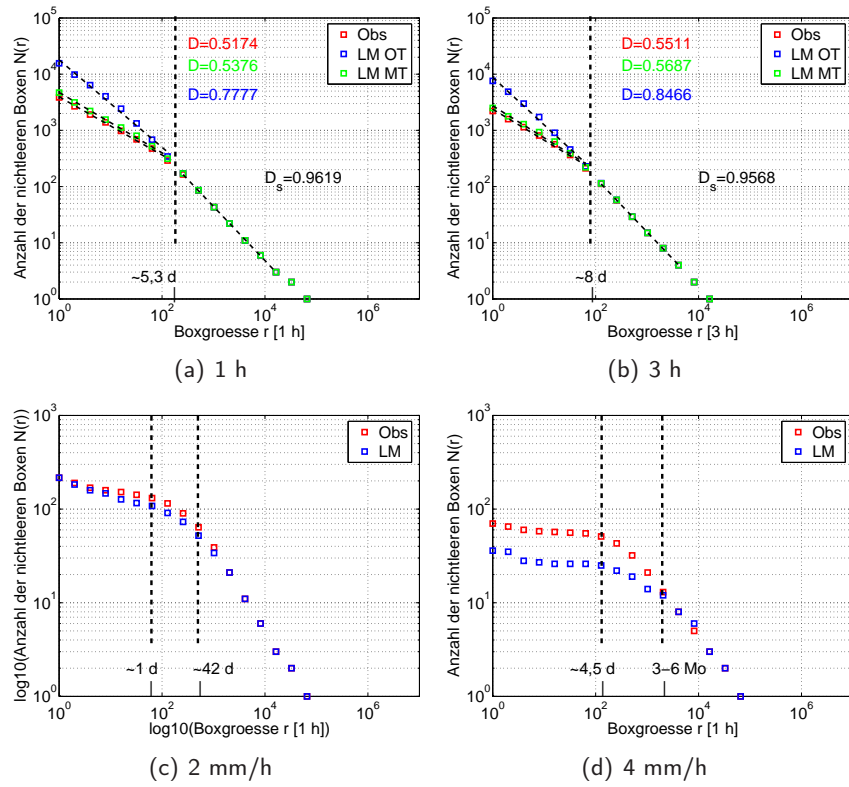 Anzahl der nichtleeren Boxen N(r)
10^5
10^4
10^3
10^2
10^1
10^0
D=0.5174
D=0.5376
D=0.7777
Obs
LM OT
LM MT
D_s=0.9619
~5,3 d
10^0 10^2 10^4 10^6
Boxgroesse r [1 h]
(a) 1 h
Anzahl der nichtleeren Boxen N(r)
10^5
10^4
10^3
10^2
10^1
10^0
D=0.5511
D=0.5687
D=0.8466
Obs
LM OT
LM MT
D_s=0.9568
~8 d
10^0 10^2 10^4 10^6
Boxgroesse r [3 h]
(b) 3 h
log10(Anzahl der nichtleeren Boxen N(r))
10^3
10^2
10^1
10^0
Obs
LM
~1 d ~42 d
10^0 10^2 10^4 10^6
log10(Boxgroesse r [1 h])
(c) 2 mm/h
Anzahl der nichtleeren Boxen N(r)
10^3
10^2
10^1
10^0
Obs
LM
~4,5 d 3–6 Mo
10^0 10^2 10^4 10^6
Boxgroesse r [1 h]
(d) 4 mm/h